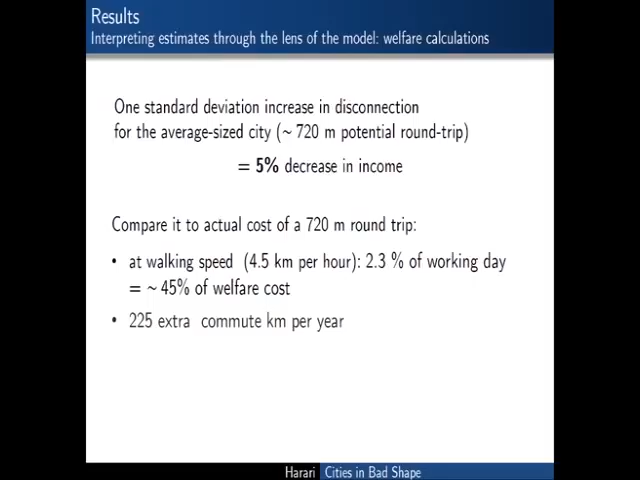 Results
Interpreting estimates through the lens of the model: welfare calculations
One standard deviation increase in disconnection
for the average-sized city (~ 720 m potential round-trip)
= 5% decrease in income
Compare it to actual cost of a 720 m round trip:
• at walking speed (4.5 km per hour): 2.3 % of working day
= ~ 45% of welfare cost
• 225 extra commute km per year
Harari Cities in Bad Shape